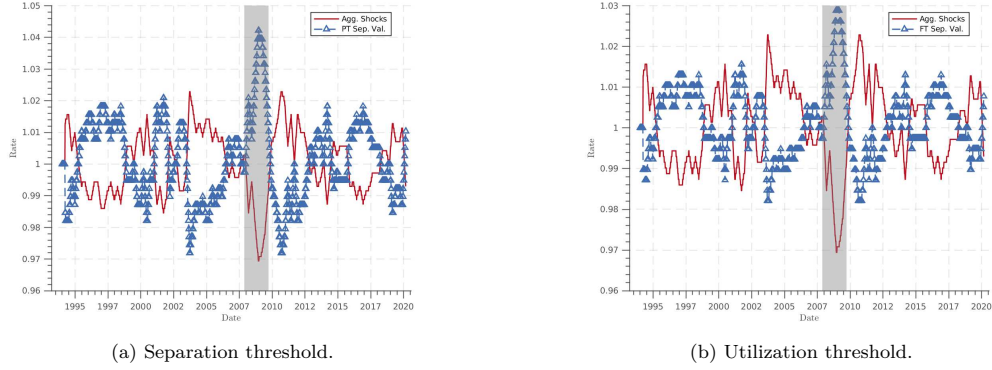 1.05
1.04
1.03
1.02
1.01
1
0.99
0.98
0.97
0.96
Rate
1995 1997 2000 2002 2005 2007 2010 2012 2015 2017 2020
Date
Agg. Shocks
PT Sep. Val.
(a) Separation threshold.
1.03
1.02
1.01
1
0.99
0.98
0.97
0.96
Rate
1995 1997 2000 2002 2005 2007 2010 2012 2015 2017 2020
Date
Agg. Shocks
FT Sep. Val.
(b) Utilization threshold.